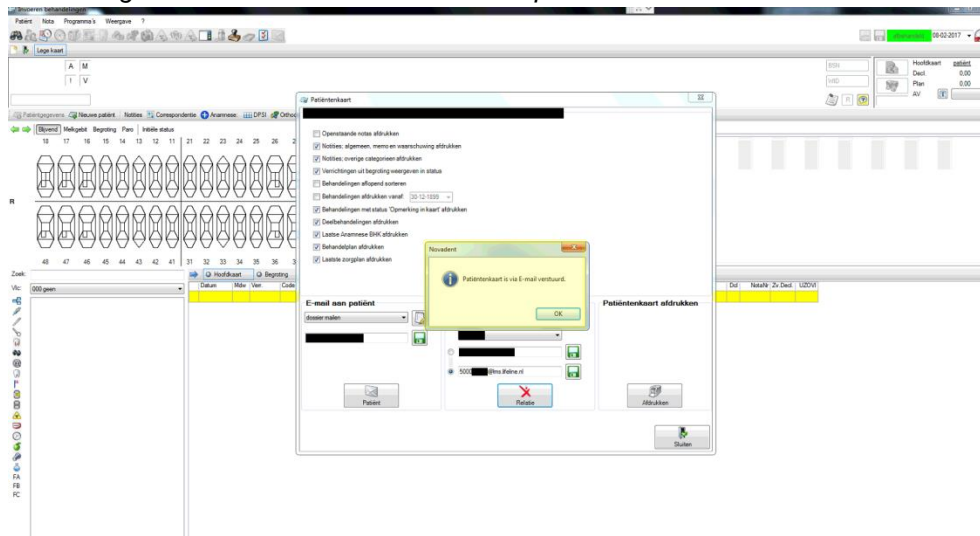 Invoeren behandelingen
Patiënt Nota Programma's Weergave ?
08-02-2017
Lege kaart
A M
I V
BSN
Hoofdkaart patiënt
Decl. 0,00
Plan 0,00
AV
Patiëntgegevens Nieuwe patiënt Notities Correspondentie Anamnese DPSI
Blijvend Melkgebit Begroting Paro Initiële status
18 17 16 15 14 13 12 11 21 22 23 24 25 26
R
48 47 46 45 44 43 42 41 31 32 33 34 35 36
Zoek:
Hoofdkaart Begroting
000 geen
Datum Mdw Verr Code
NotaNr Zv.Decl. UZOVI
FA
FB
FC
Patiëntenkaart
Openstaande notas afdrukken
Notities; algemeen, memo en waarschuwing afdrukken
Notities; overige categorieen afdrukken
Verrichtingen uit begroting weergeven in status
Behandelingen aflopend sorteren
Behandelingen afdrukken vanaf: 30-12-1899
Behandelingen met status 'Opmerking in kaart' afdrukken
Deelbehandelingen afdrukken
Laatse Anamnese BHK afdrukken
Behandelplan afdrukken
Laatste zorgplan afdrukken
Novadent
Patiëntenkaart is via E-mail verstuurd.
OK
E-mail aan patiënt
Patiëntenkaart afdrukken
dossier mailen
Patiënt
Relatie
Afdrukken
Sluiten